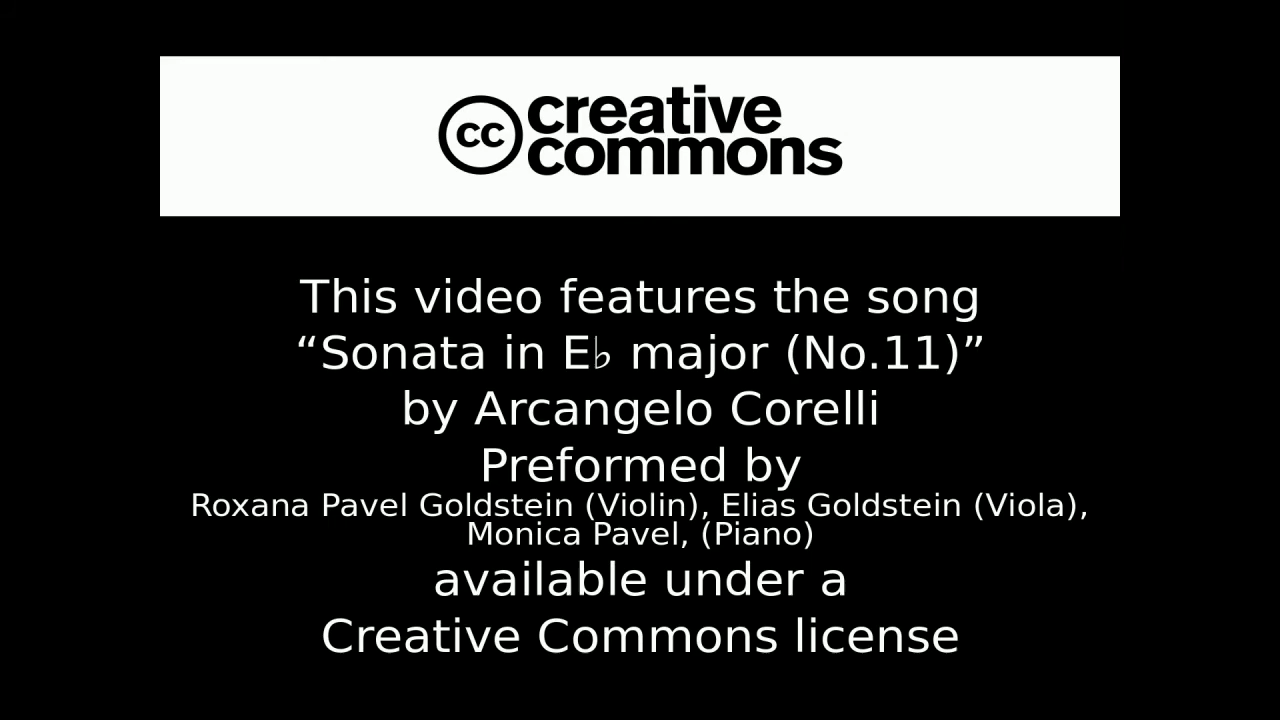 cc creative
commons
This video features the song
“Sonata in E♭ major (No.11)”
by Arcangelo Corelli
Preformed by
Roxana Pavel Goldstein (Violin), Elias Goldstein (Viola),
Monica Pavel, (Piano)
available under a
Creative Commons license